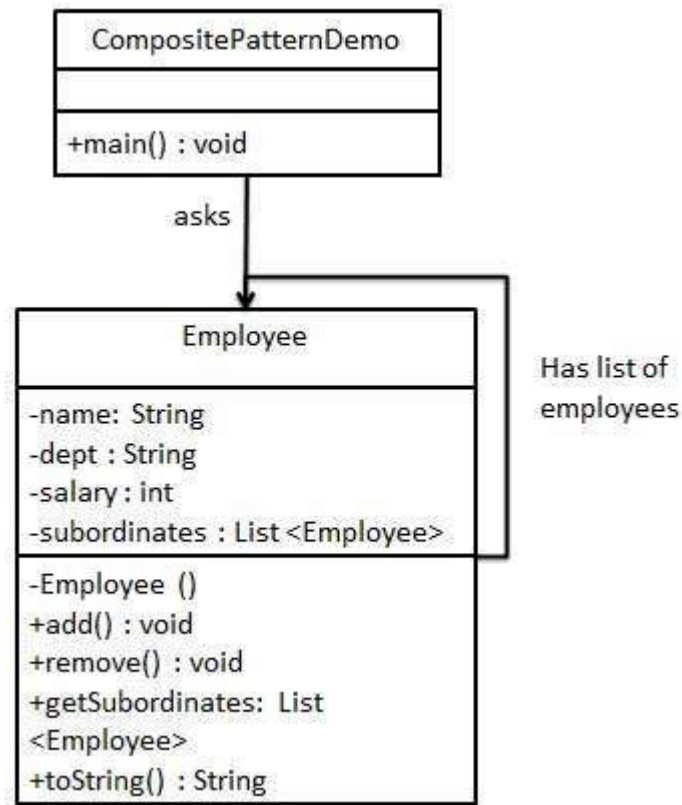 CompositePatternDemo
+main() : void
asks
Employee
-name: String
-dept : String
-salary : int
-subordinates : List <Employee>
Has list of
employees
-Employee ()
+add() : void
+remove() : void
+getSubordinates: List
<Employee>
+toString() : String